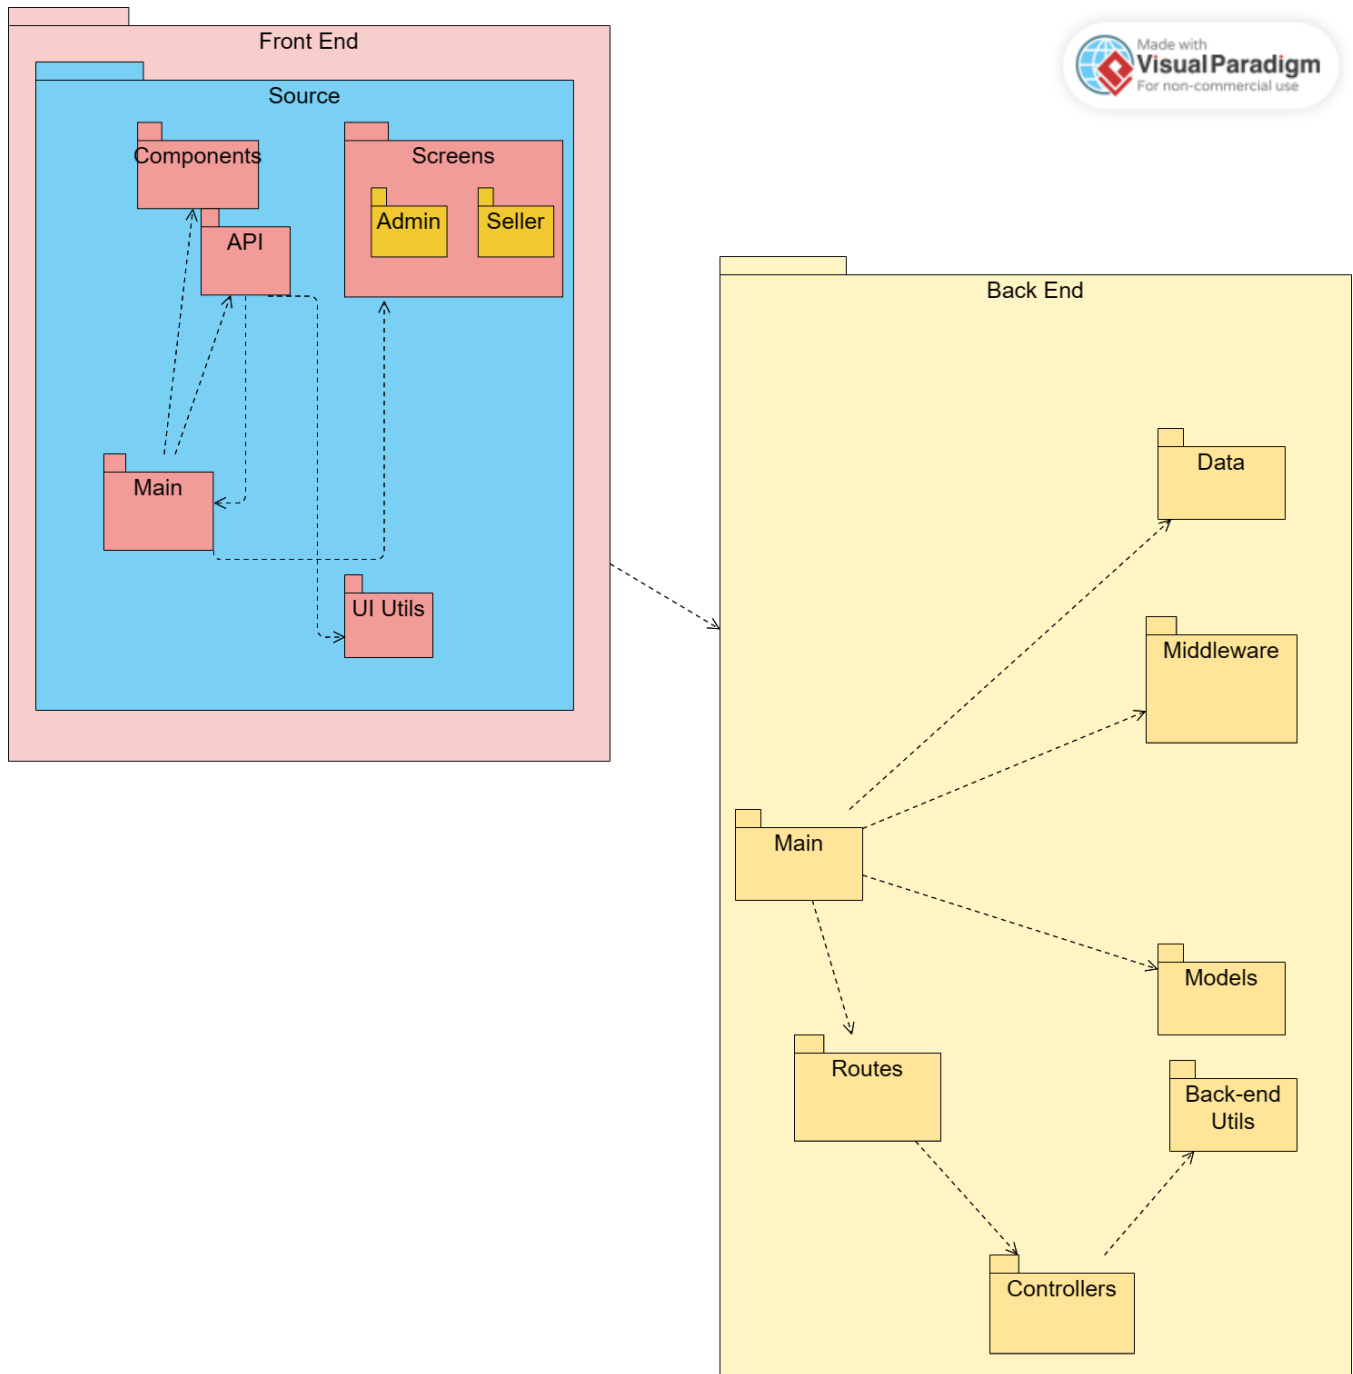 Front End
Source
Components
Screens
Admin
Seller
API
Main
UI Utils
Made with
Visual Paradigm
For non-commercial use
Back End
Data
Middleware
Main
Models
Routes
Back-end
Utils
Controllers